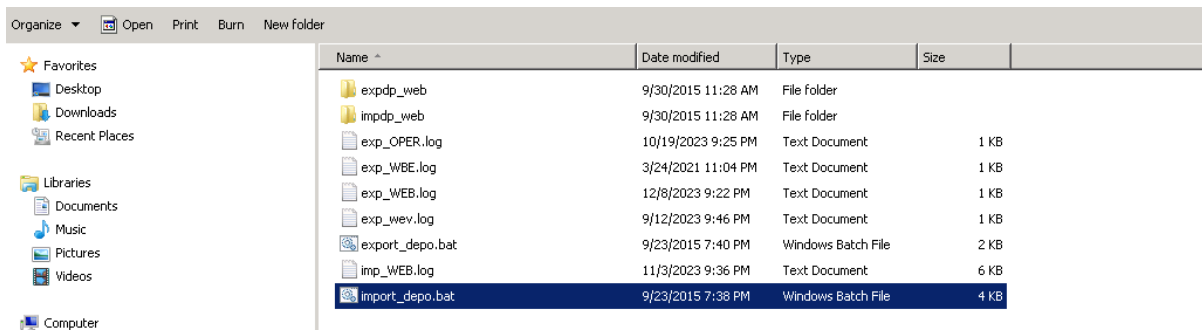 Organize Open Print Burn New folder
Favorites
Desktop
Downloads
Recent Places
Libraries
Documents
Music
Pictures
Videos
Computer
Name Date modified Type Size
expdp_web 9/30/2015 11:28 AM File folder
impdp_web 9/30/2015 11:28 AM File folder
exp_OPER.log 10/19/2023 9:25 PM Text Document 1 KB
exp_WBE.log 3/24/2021 11:04 PM Text Document 1 KB
exp_WEB.log 12/8/2023 9:22 PM Text Document 1 KB
exp_wev.log 9/12/2023 9:46 PM Text Document 1 KB
export_depo.bat 9/23/2015 7:40 PM Windows Batch File 2 KB
imp_WEB.log 11/3/2023 9:36 PM Text Document 6 KB
import_depo.bat 9/23/2015 7:38 PM Windows Batch File 4 KB